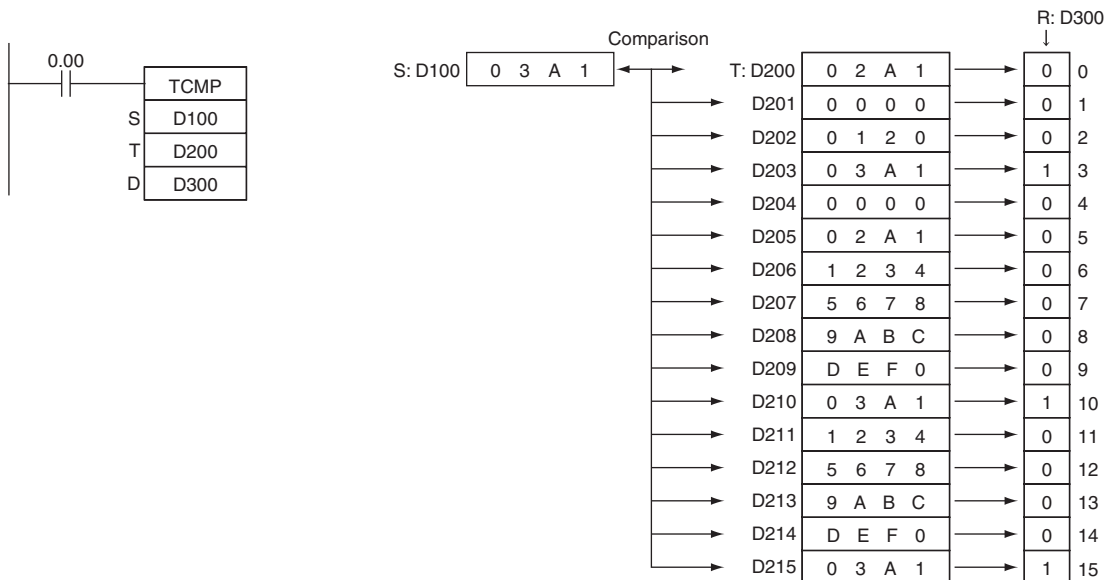 0.00
TCMP
S D100
T D200
D D300
R: D300
Comparison
S: D100 0 3 A 1
T: D200 0 2 A 1 0 0
D201 0 0 0 0 0 1
D202 0 1 2 0 0 2
D203 0 3 A 1 1 3
D204 0 0 0 0 0 4
D205 0 2 A 1 0 5
D206 1 2 3 4 0 6
D207 5 6 7 8 0 7
D208 9 A B C 0 8
D209 D E F 0 0 9
D210 0 3 A 1 1 10
D211 1 2 3 4 0 11
D212 5 6 7 8 0 12
D213 9 A B C 0 13
D214 D E F 0 0 14
D215 0 3 A 1 1 15